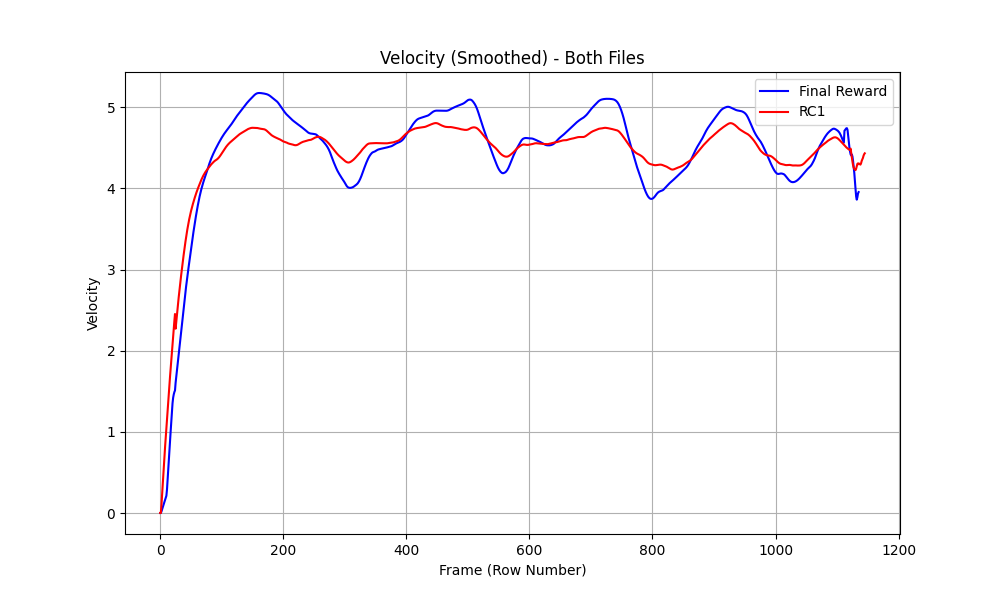 Velocity (Smoothed) - Both Files
Final Reward
RC1
5
4
3
2
1
0
Velocity
0 200 400 600 800 1000 1200
Frame (Row Number)